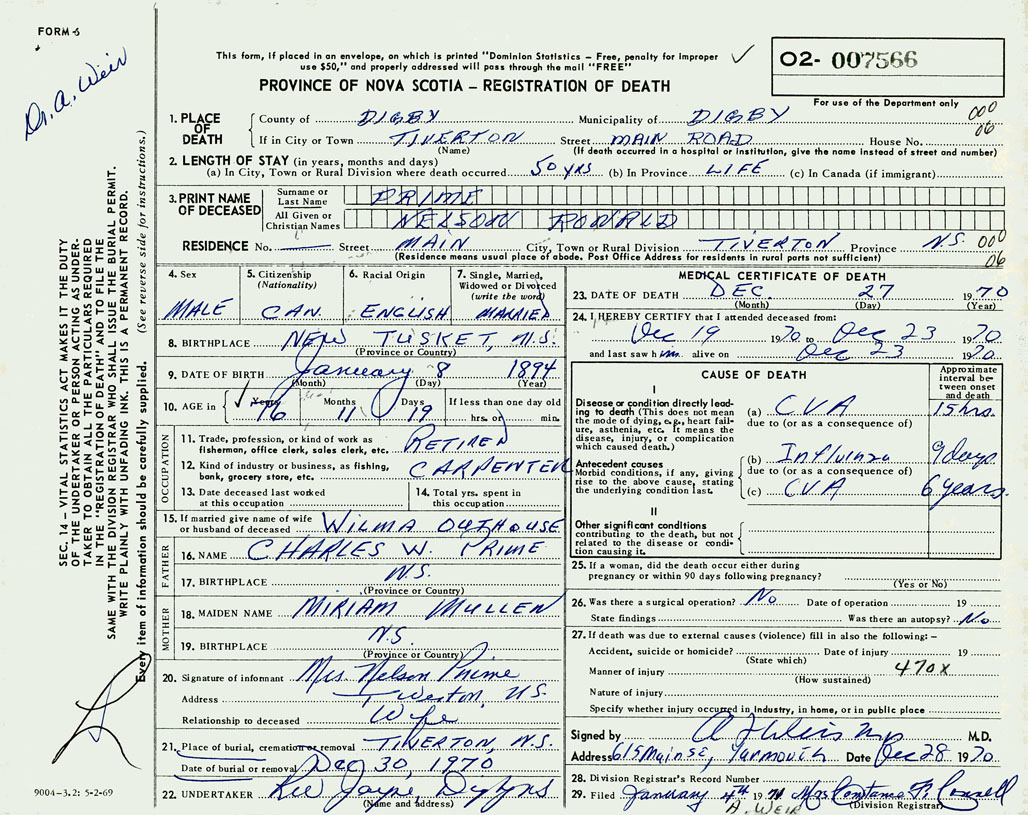 FORM 6
Dr. A. Weir
This form, if placed in an envelope, on which is printed "Dominion Statistics – Free, penalty for improper
use $50," and properly addressed will pass through the mail "FREE"
O2- 007566
PROVINCE OF NOVA SCOTIA – REGISTRATION OF DEATH
For use of the Department only
1. PLACE OF DEATH
County of DIGBY Municipality of DIGBY 000
If in City or Town TIVERTON Street MAIN ROAD House No. 06
(Name) (If death occurred in a hospital or institution, give the name instead of street and number)
2. LENGTH OF STAY (in years, months and days)
(a) In City, Town or Rural Division where death occurred 50 yrs (b) In Province LIFE (c) In Canada (if immigrant)
3. PRINT NAME OF DECEASED
Surname or Last Name PRIME
All Given or Christian Names NELSON RONALD
RESIDENCE No. Street MAIN City, Town or Rural Division TIVERTON Province N.S. 000
(Residence means usual place of abode. Post Office Address for residents in rural parts not sufficient) 06
4. Sex
MALE
5. Citizenship
(Nationality)
CAN.
6. Racial Origin
ENGLISH
7. Single, Married,
Widowed or Divorced
(write the word)
MARRIED
8. BIRTHPLACE NEW TUSKET, N.S.
(Province or Country)
9. DATE OF BIRTH January 8 1894
(Month) (Day) (Year)
10. AGE in Years Months Days If less than one day old
76 11 19 hrs. or min.
OCCUPATION
11. Trade, profession, or kind of work as
fisherman, office clerk, sales clerk, etc. RETIRED
12. Kind of industry or business, as fishing,
bank, grocery store, etc. CARPENTER
13. Date deceased last worked
at this occupation
14. Total yrs. spent in
this occupation
15. If married give name of wife
or husband of deceased WILMA OUTHOUSE
FATHER
16. NAME CHARLES W. PRIME
17. BIRTHPLACE N.S.
(Province or Country)
MOTHER
18. MAIDEN NAME MIRIAM MULLEN
19. BIRTHPLACE N.S.
(Province or Country)
20. Signature of informant Mrs. Nelson Prime
Address Tiverton, N.S.
Relationship to deceased Wife
21. Place of burial, cremation or removal TIVERTON, N.S.
Date of burial or removal Dec 30, 1970
22. UNDERTAKER
(Name and address)
MEDICAL CERTIFICATE OF DEATH
23. DATE OF DEATH DEC. 27 1970
(Month) (Day) (Year)
24. I HEREBY CERTIFY that I attended deceased from:
Dec 19 1970 to Dec 23 1970
and last saw him alive on Dec 23 1970
CAUSE OF DEATH
Approximate interval between onset and death
I
Disease or condition directly leading
to death (This does not mean
the mode of dying, e.g., heart failure,
asthenia, etc. It means the
disease, injury, or complication
which caused death.)
(a) CVA 15 hrs.
due to (or as a consequence of)
Antecedent causes
Morbid conditions, if any, giving
rise to the above cause, stating
the underlying condition last.
(b) Influenza 9 days
due to (or as a consequence of)
(c) CVA 6 years
II
Other significant conditions
contributing to the death, but not
related to the disease or condition
causing it.
25. If a woman, did the death occur either during
pregnancy or within 90 days following pregnancy?
(Yes or No)
26. Was there a surgical operation? No Date of operation 19
State findings Was there an autopsy? No
27. If death was due to external causes (violence) fill in also the following: –
Accident, suicide or homicide? Date of injury 19
(State which)
Manner of injury 470X
(How sustained)
Nature of injury
Specify whether injury occurred in industry, in home, or in public place
Signed by M.D.
Address 615 Main St, Yarmouth Date Dec 28 1970
28. Division Registrar's Record Number
29. Filed January 4th 1971 Mrs Constance
A. WEIR (Division Registrar)
SEC. 14 – VITAL STATISTICS ACT MAKES IT THE DUTY
OF THE UNDERTAKER OR PERSON ACTING AS UNDER-
TAKER TO OBTAIN ALL THE PARTICULARS REQUIRED
IN THE "REGISTRATION OF DEATH" AND TO FILE THE
SAME WITH THE DIVISION REGISTRAR WHO SHALL ISSUE THE BURIAL PERMIT.
WRITE PLAINLY WITH UNFADING INK. THIS IS A PERMANENT RECORD.
Every item of information should be carefully supplied. (See reverse side for instructions.)
9004-3.2: 5-2-69